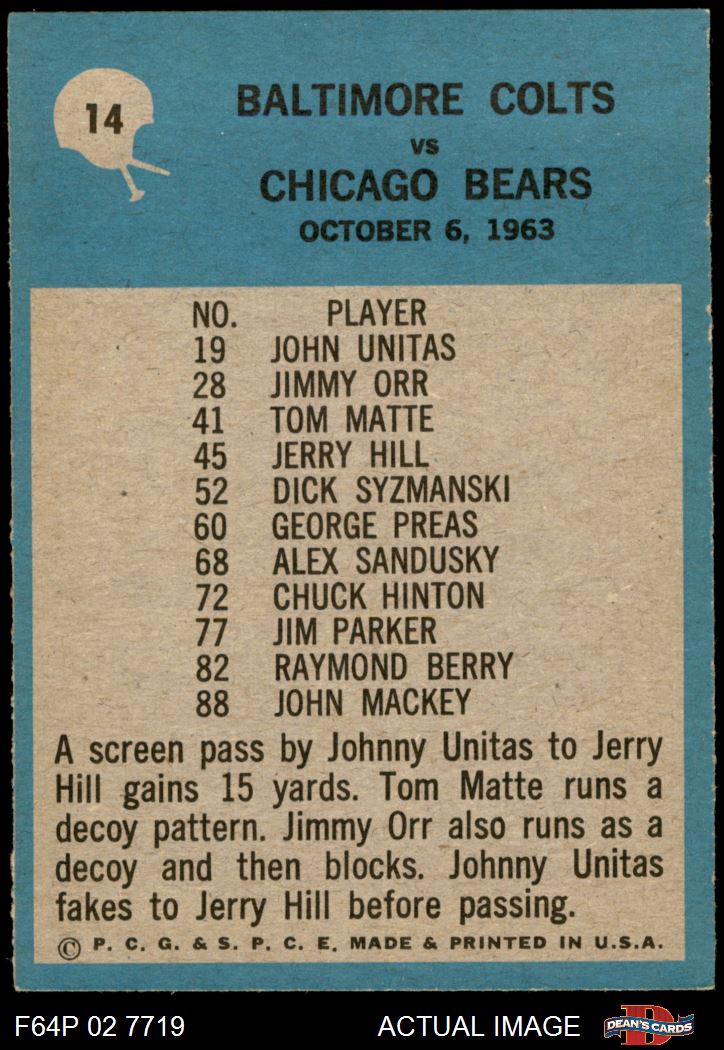 14
BALTIMORE COLTS
VS
CHICAGO BEARS
OCTOBER 6, 1963
NO. PLAYER
19 JOHN UNITAS
28 JIMMY ORR
41 TOM MATTE
45 JERRY HILL
52 DICK SYZMANSKI
60 GEORGE PREAS
68 ALEX SANDUSKY
72 CHUCK HINTON
77 JIM PARKER
82 RAYMOND BERRY
88 JOHN MACKEY
A screen pass by Johnny Unitas to Jerry
Hill gains 15 yards. Tom Matte runs a
decoy pattern. Jimmy Orr also runs as a
decoy and then blocks. Johnny Unitas
fakes to Jerry Hill before passing.
© P. C. G. & S. P. C. E. MADE & PRINTED IN U.S.A.
F64P 02 7719 ACTUAL IMAGE D DEAN'S CARDS